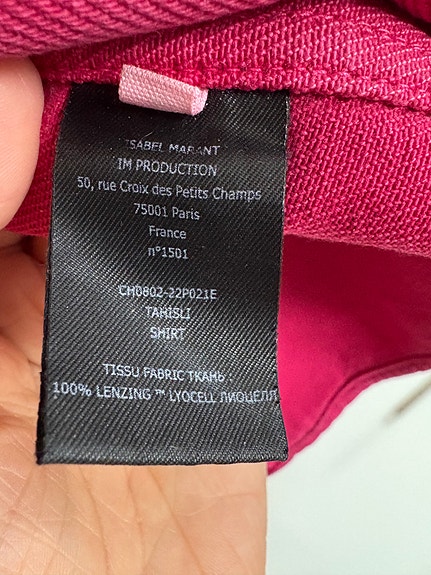 ISABEL MARANT
IM PRODUCTION
50, rue Croix des Petits Champs
75001 Paris
France
n°1501
CH0802-22P021E
TAHISLI
SHIRT
TISSU FABRIC ТКАНЬ :
100% LENZING ™ LYOCELL ЛИОЦЕЛЛ